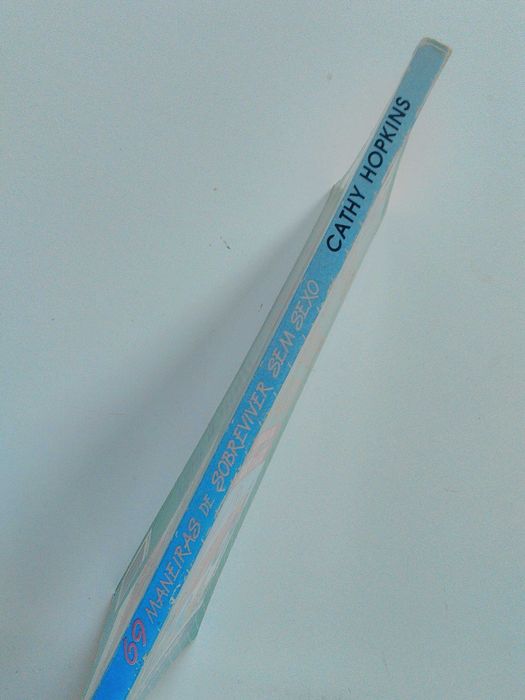 69 MANEIRAS DE SOBREVIVER SEM SEXO
CATHY HOPKINS